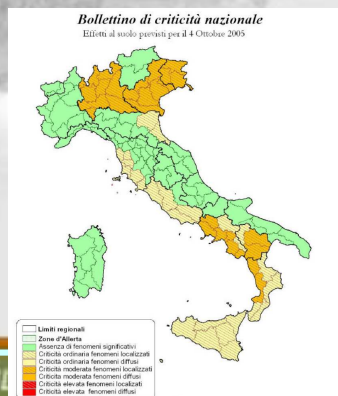 Bollettino di criticità nazionale
Effetti al suolo previsti per il 4 Ottobre 2005
Limiti regionali
Zone d'Allerta
Assenza di fenomeni significativi
Criticità ordinaria fenomeni localizzati
Criticità ordinaria fenomeni diffusi
Criticità moderata fenomeni localizzati
Criticità moderata fenomeni diffusi
Criticità elevata fenomeni localizati
Criticità elevata fenomeni diffusi